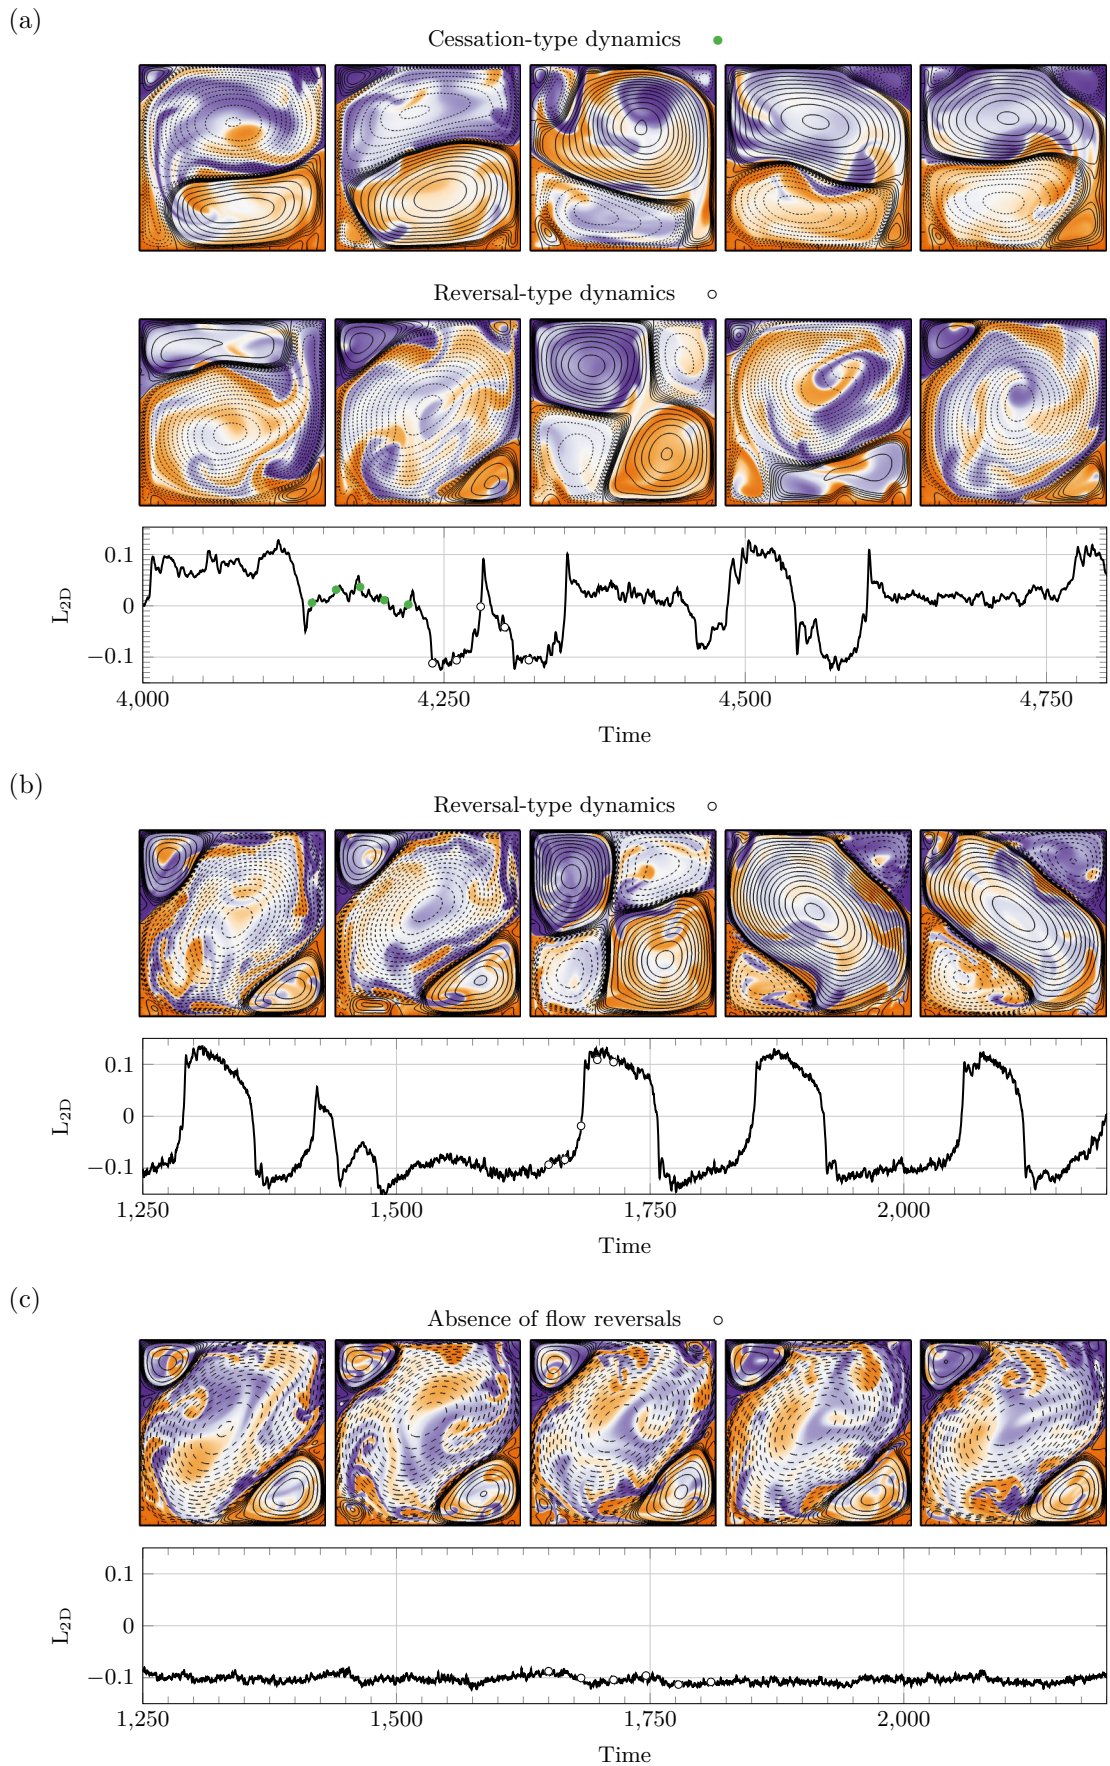 (a)
Cessation-type dynamics
Reversal-type dynamics
0.1
0
−0.1
L2D
4,000 4,250 4,500 4,750
Time
(b)
Reversal-type dynamics
0.1
0
−0.1
L2D
1,250 1,500 1,750 2,000
Time
(c)
Absence of flow reversals
0.1
0
−0.1
L2D
1,250 1,500 1,750 2,000
Time